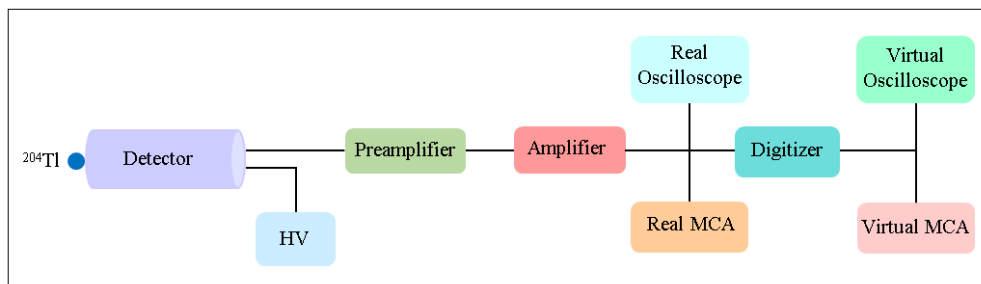 Real
Oscilloscope
Virtual
Oscilloscope
²⁰⁴Tl
Detector
Preamplifier
Amplifier
Digitizer
HV
Real MCA
Virtual MCA